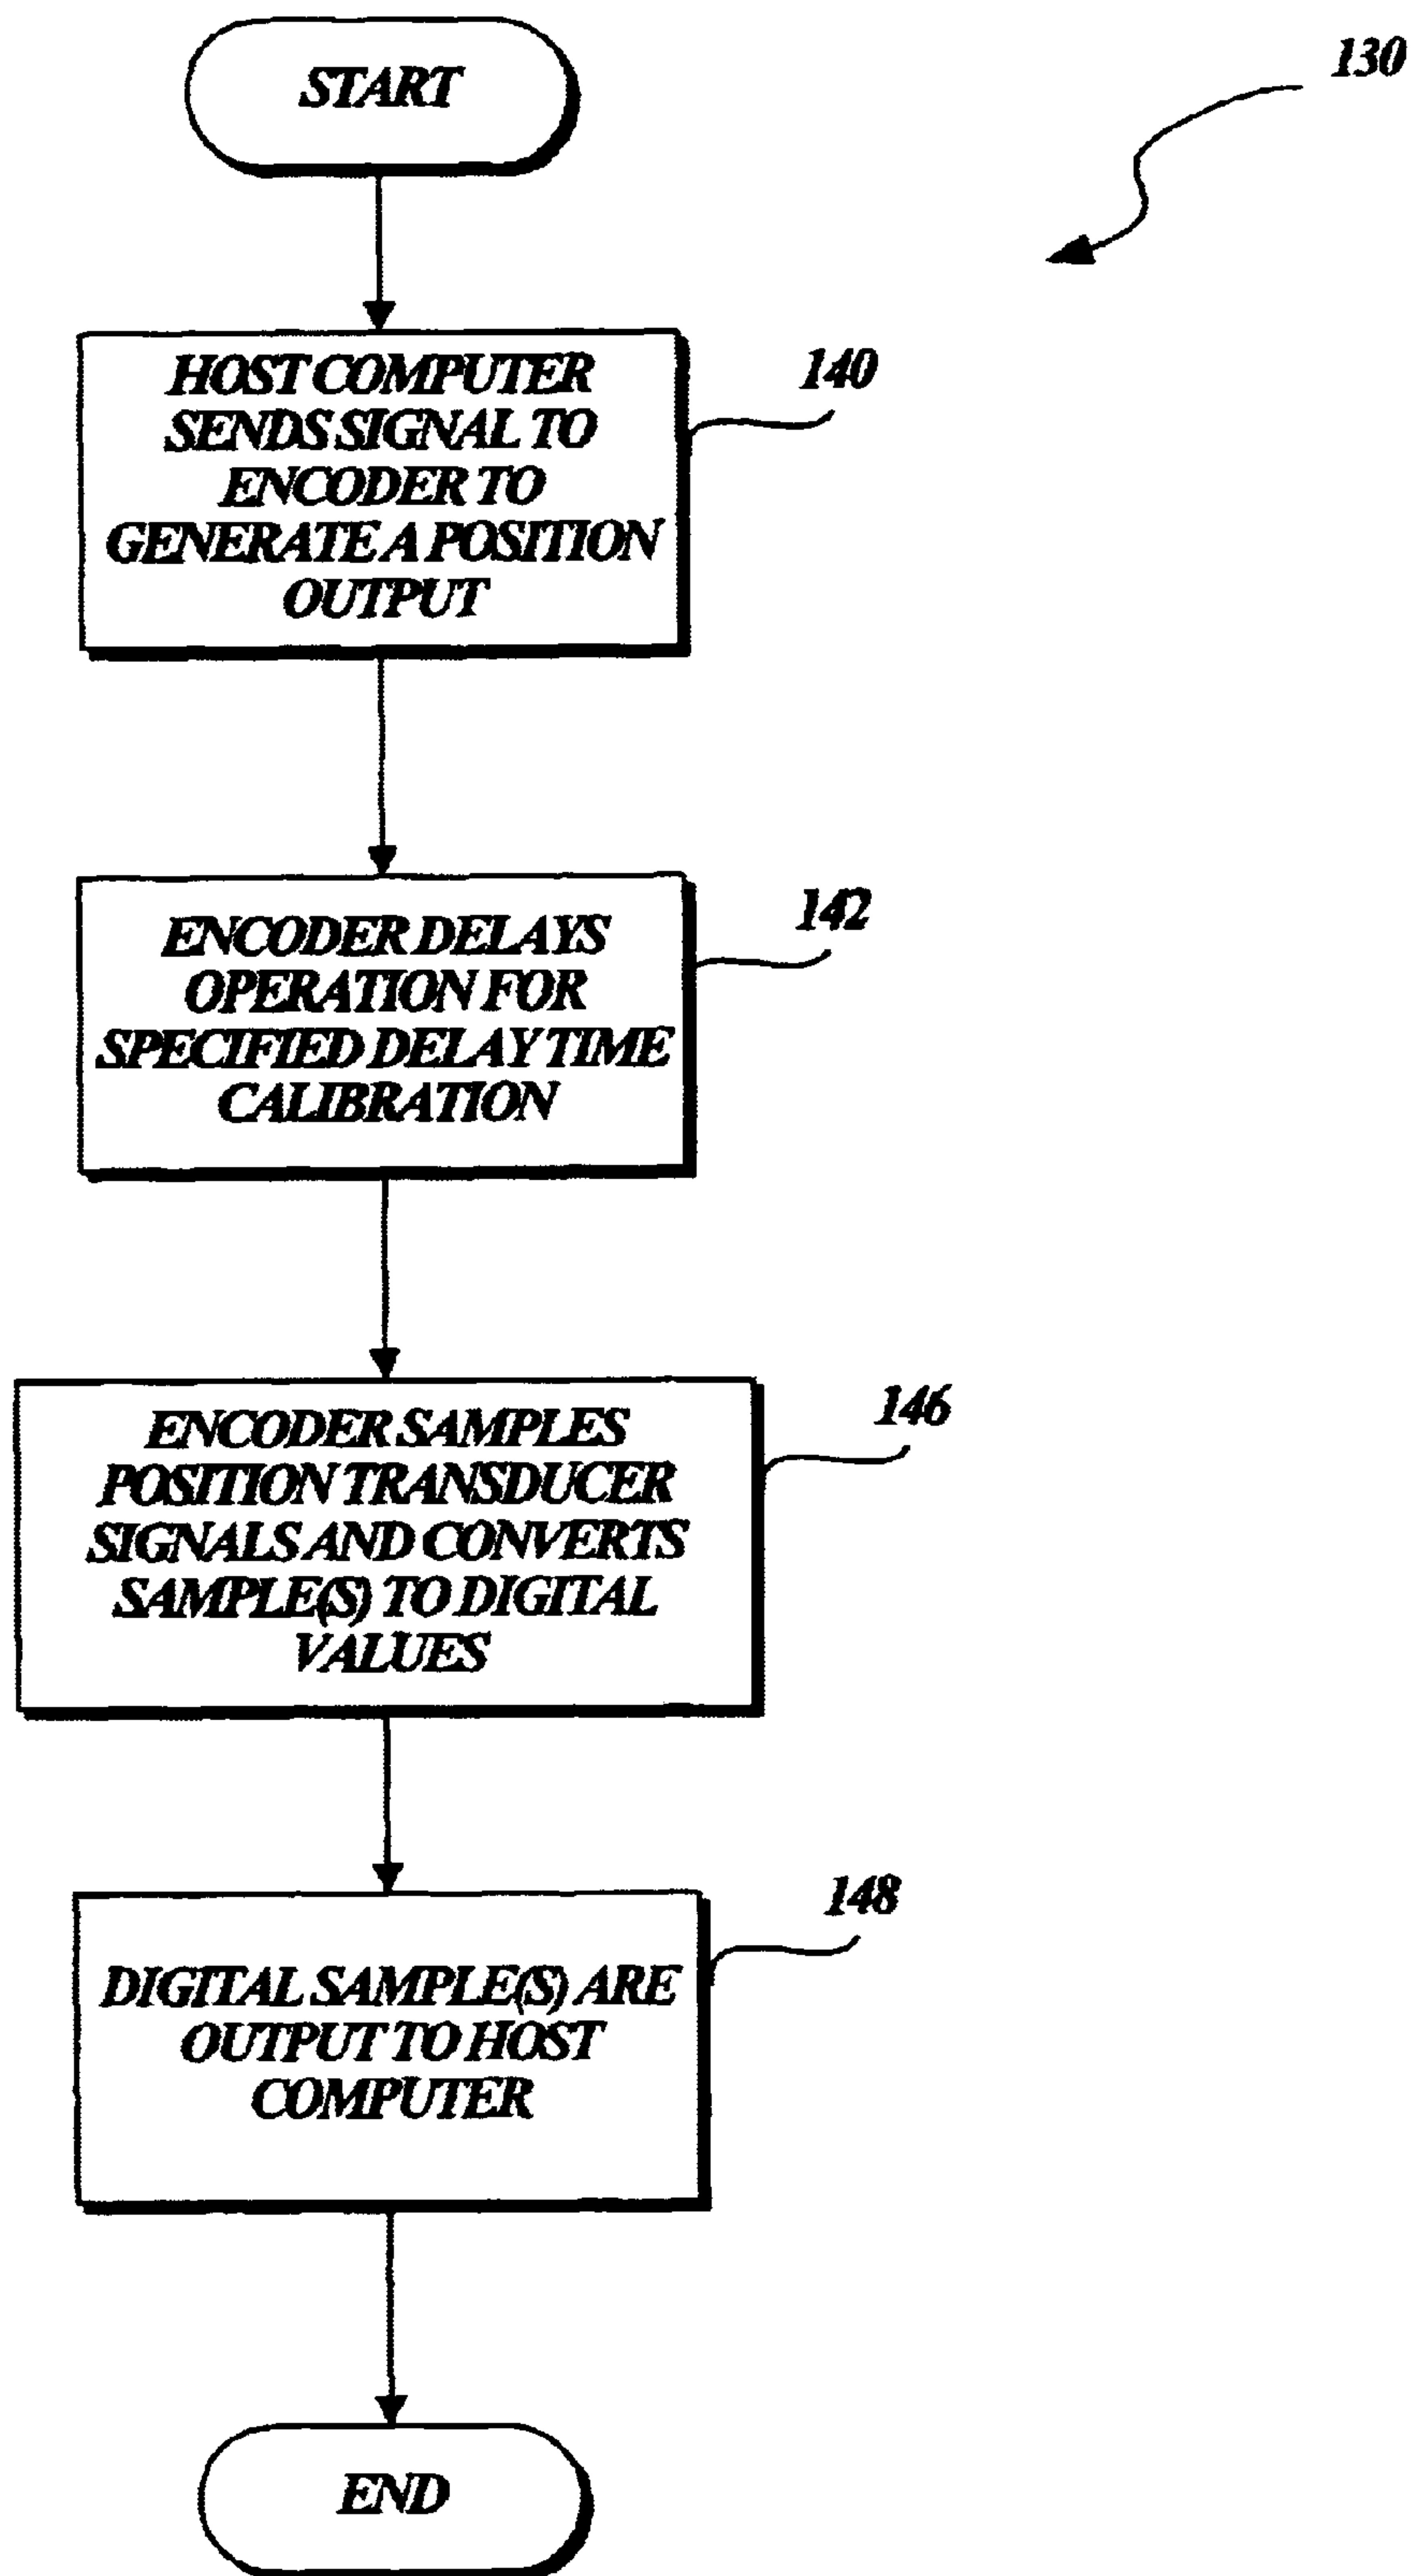 START
130
HOST COMPUTER
SENDS SIGNAL TO
ENCODER TO
GENERATE A POSITION
OUTPUT
140
ENCODER DELAYS
OPERATION FOR
SPECIFIED DELAY TIME
CALIBRATION
142
ENCODER SAMPLES
POSITION TRANSDUCER
SIGNALS AND CONVERTS
SAMPLE(S) TO DIGITAL
VALUES
146
DIGITAL SAMPLE(S) ARE
OUTPUT TO HOST
COMPUTER
148
END